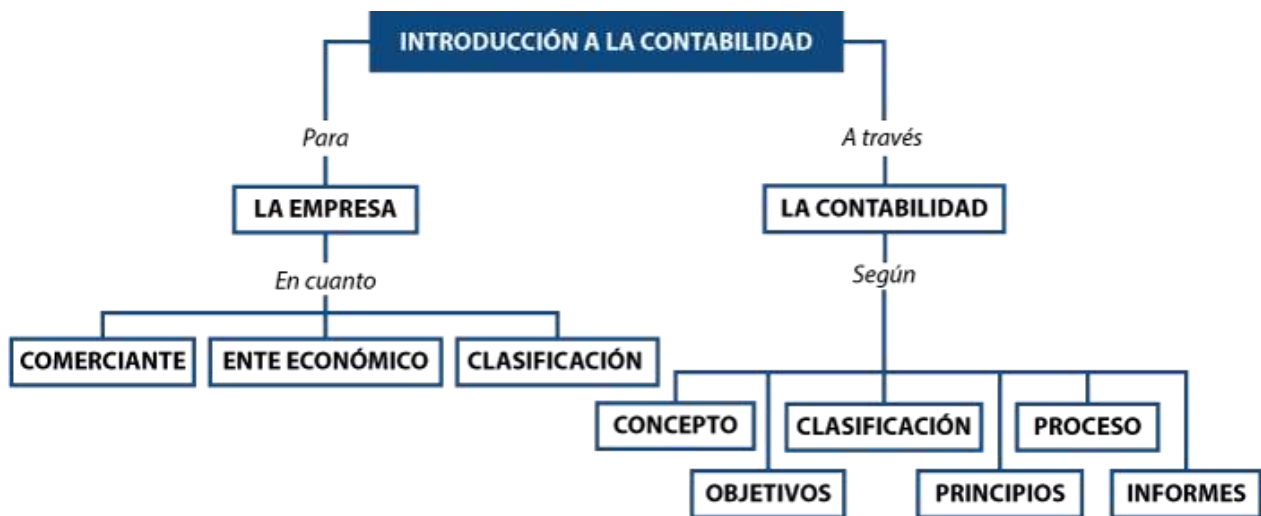 INTRODUCCIÓN A LA CONTABILIDAD
Para
A través
LA EMPRESA
LA CONTABILIDAD
En cuanto
Según
COMERCIANTE
ENTE ECONÓMICO
CLASIFICACIÓN
CONCEPTO
CLASIFICACIÓN
PROCESO
OBJETIVOS
PRINCIPIOS
INFORMES